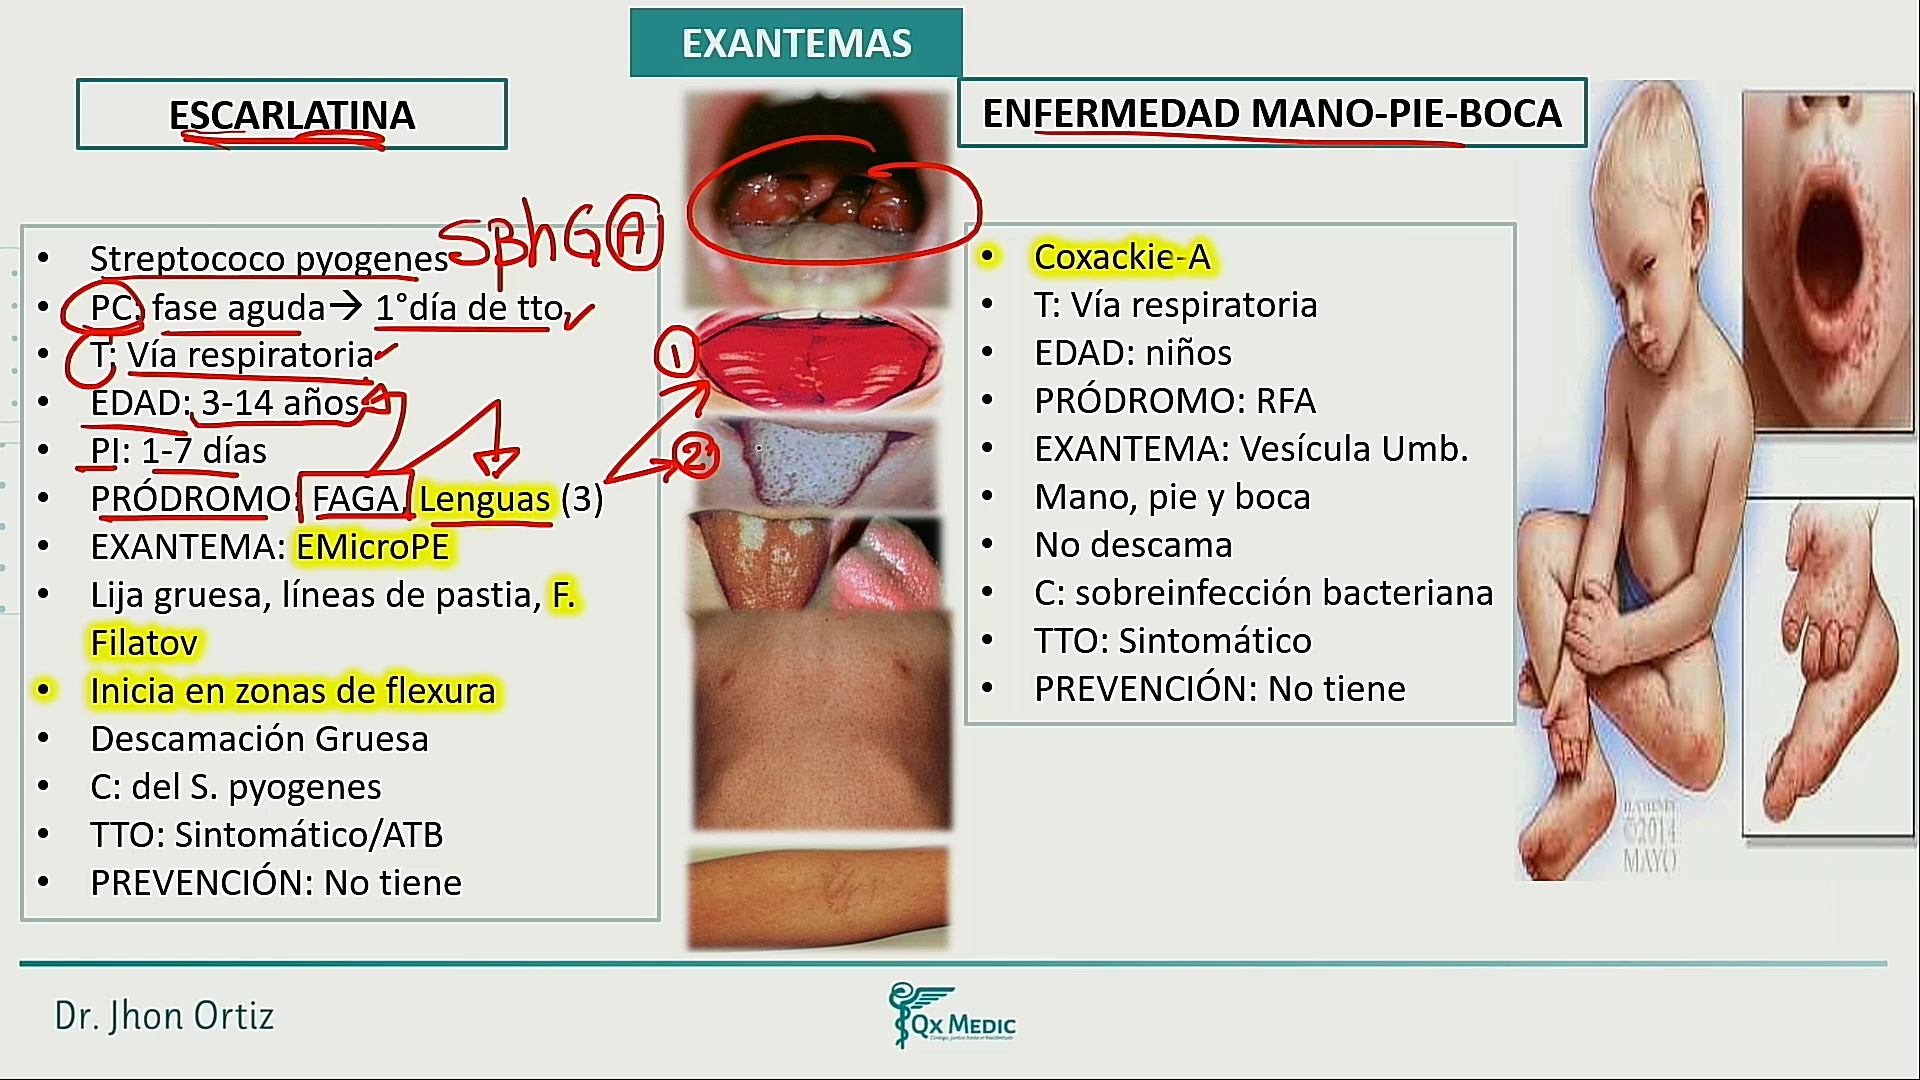 EXANTEMAS
ESCARLATINA
SBhG(A)
• Streptococo pyogenes
• PC: fase aguda→ 1°día de tto
• T: Vía respiratoria
• EDAD: 3-14 años
• PI: 1-7 días
• PRÓDROMO: FAGA, Lenguas (3)
• EXANTEMA: EMicroPE
• Lija gruesa, líneas de pastia, F.
Filatov
• Inicia en zonas de flexura
• Descamación Gruesa
• C: del S. pyogenes
• TTO: Sintomático/ATB
• PREVENCIÓN: No tiene
1
2
ENFERMEDAD MANO-PIE-BOCA
• Coxackie-A
• T: Vía respiratoria
• EDAD: niños
• PRÓDROMO: RFA
• EXANTEMA: Vesícula Umb.
• Mano, pie y boca
• No descama
• C: sobreinfección bacteriana
• TTO: Sintomático
• PREVENCIÓN: No tiene
©2014
MAYO
Dr. Jhon Ortiz
QX MEDIC